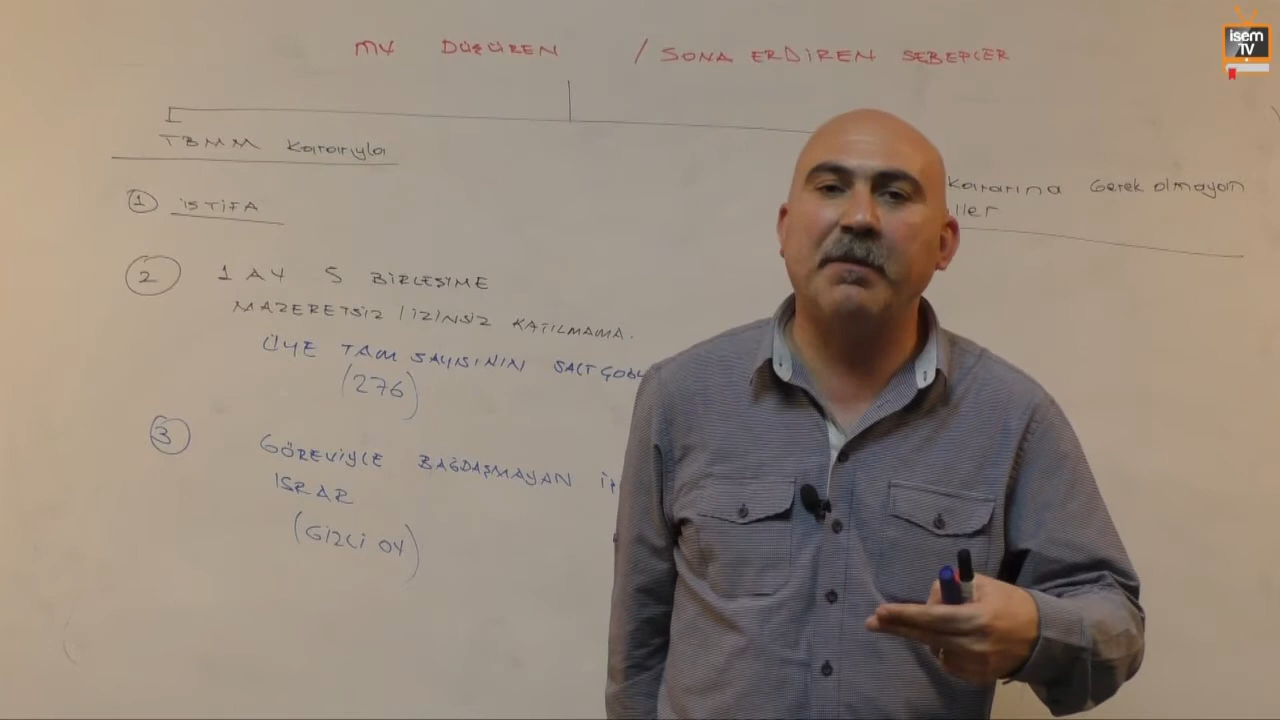 MV DÜŞÜREN / SONA ERDİREN SEBEPLER
TBMM Kararıyla
1 İSTİFA
2 1 AY 5 BİRLEŞİME
MAZERETSİZ / İZİNSİZ KATILMAMA.
ÜYE TAM SAYISININ SALT ÇOĞU
(276)
3 GÖREVİYLE BAĞDAŞMAYAN
ISRAR
(GİZLİ OY)
Kararına Gerek olmayan
ller
isem
TV